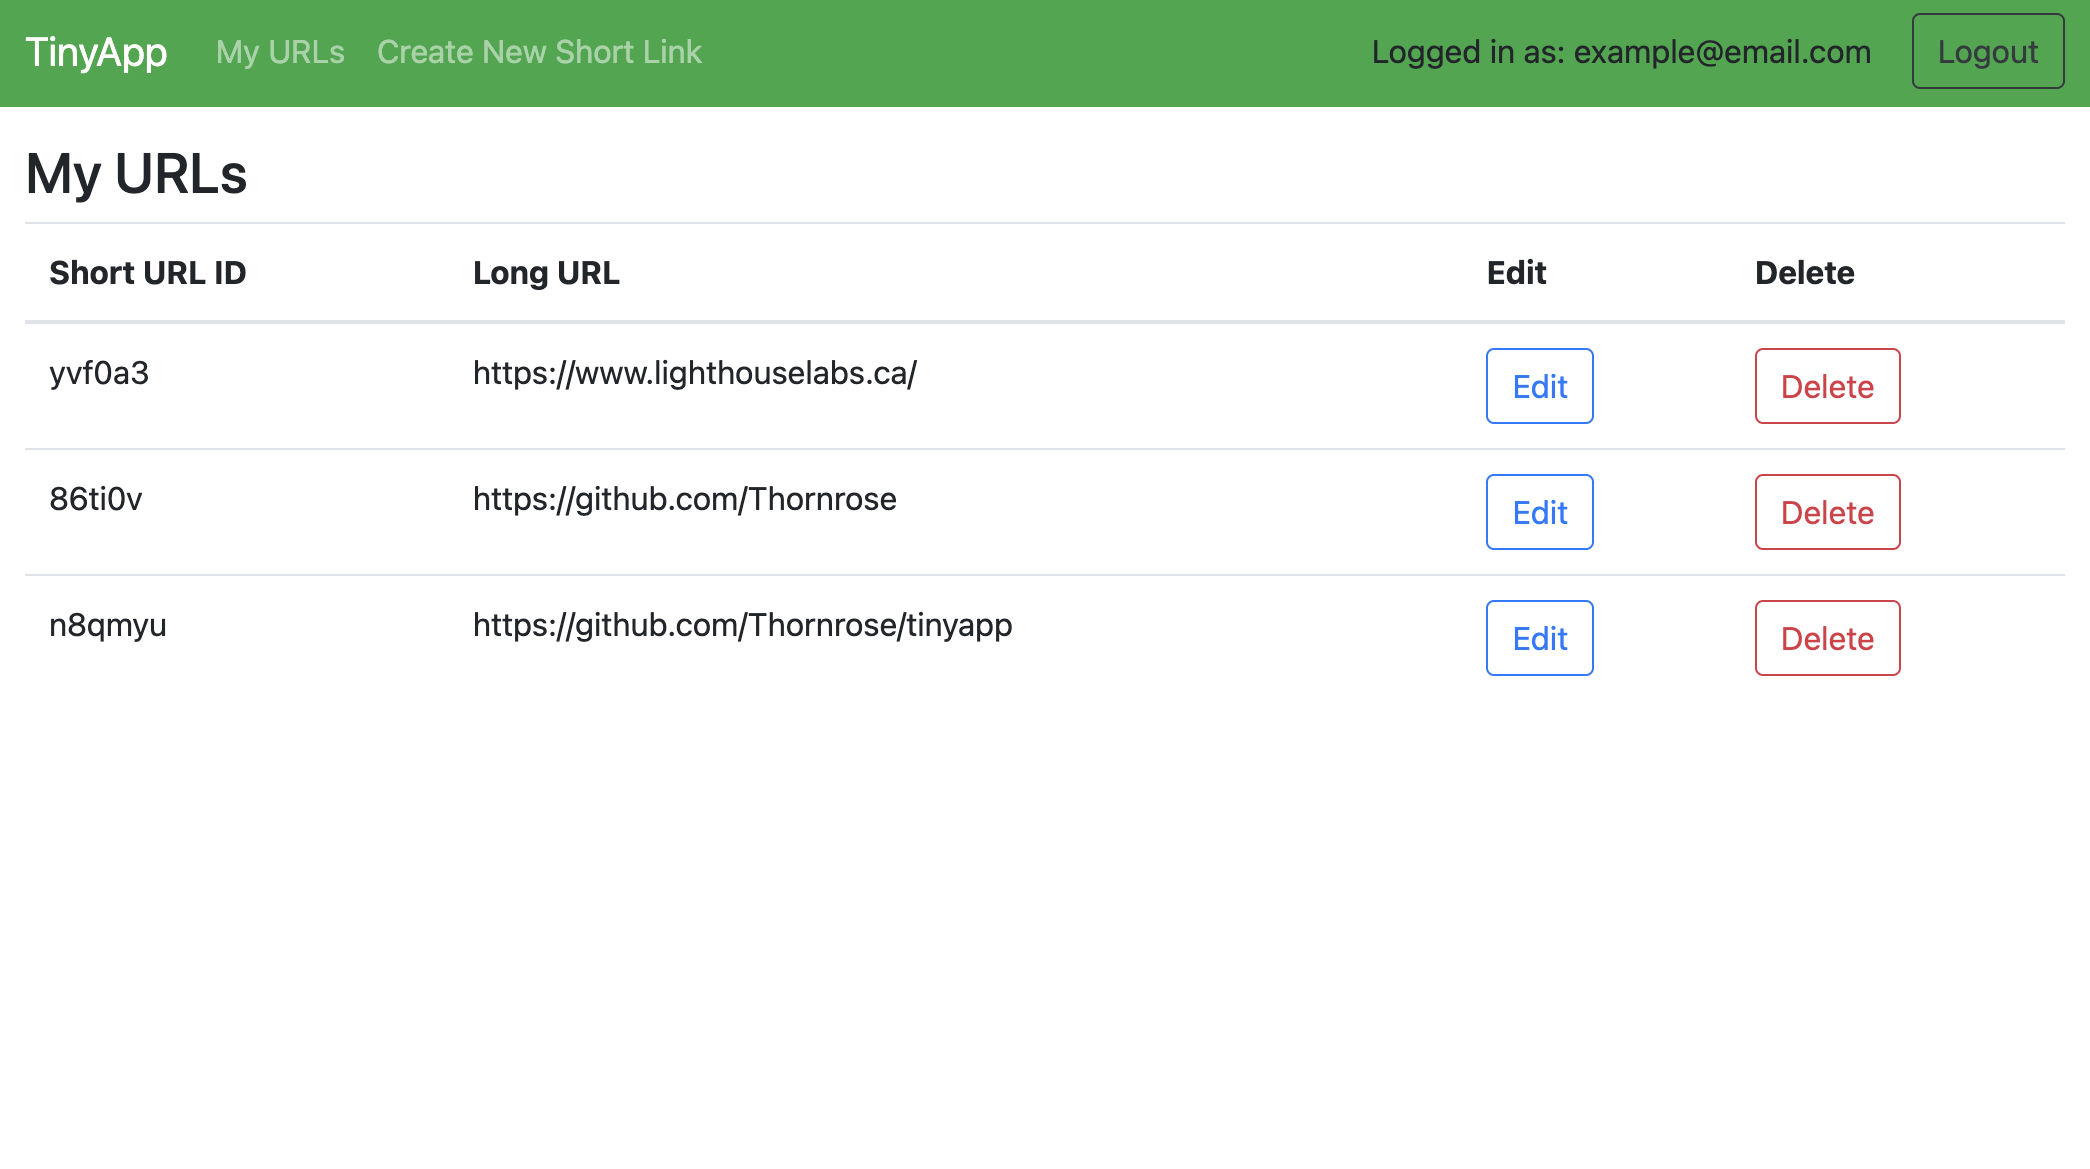 TinyApp My URLs Create New Short Link Logged in as: example@email.com Logout
My URLs
Short URL ID Long URL Edit Delete
yvf0a3 https://www.lighthouselabs.ca/ Edit Delete
86ti0v https://github.com/Thornrose Edit Delete
n8qmyu https://github.com/Thornrose/tinyapp Edit Delete